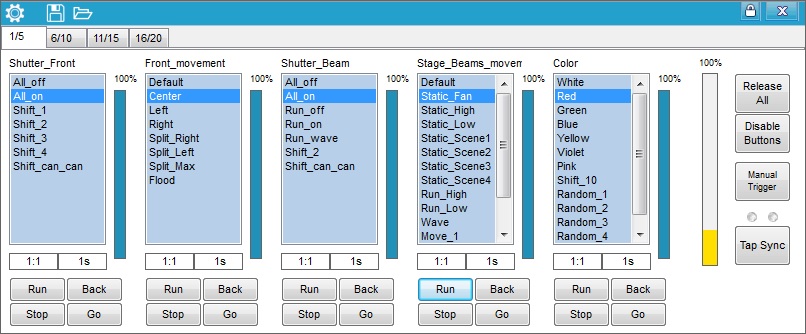 1/5
6/10
11/15
16/20
Shutter_Front
Front_movement
Shutter_Beam
Stage_Beams_movem
Color
100%
All_off
All_on
Shift_1
Shift_2
Shift_3
Shift_4
Shift_can_can
100%
Default
Center
Left
Right
Split_Right
Split_Left
Split_Max
Flood
100%
All_off
All_on
Run_off
Run_on
Run_wave
Shift_2
Shift_can_can
100%
Default
Static_Fan
Static_High
Static_Low
Static_Scene1
Static_Scene2
Static_Scene3
Static_Scene4
Run_High
Run_Low
Wave
Move_1
100%
White
Red
Green
Blue
Yellow
Violet
Pink
Shift_10
Random_1
Random_2
Random_3
Random_4
100%
Release
All
Disable
Buttons
Manual
Trigger
Tap Sync
1:1 1s
1:1 1s
1:1 1s
1:1 1s
1:1 1s
Run Back
Run Back
Run Back
Run Back
Run Back
Stop Go
Stop Go
Stop Go
Stop Go
Stop Go